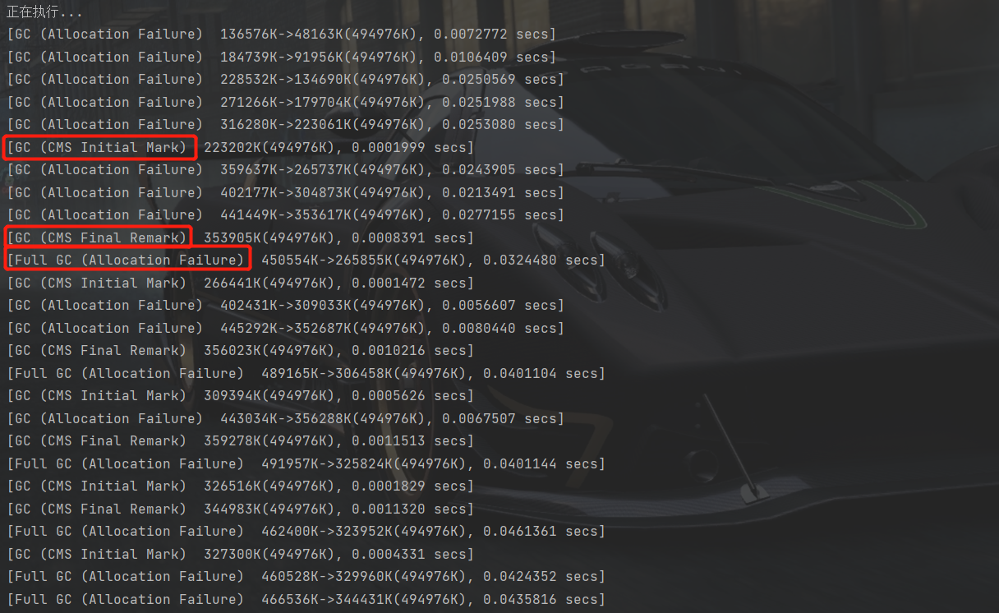 正在执行...
[GC (Allocation Failure)  136576K->48163K(494976K), 0.0072772 secs]
[GC (Allocation Failure)  184739K->91956K(494976K), 0.0106409 secs]
[GC (Allocation Failure)  228532K->134690K(494976K), 0.0250569 secs]
[GC (Allocation Failure)  271266K->179704K(494976K), 0.0251988 secs]
[GC (Allocation Failure)  316280K->223061K(494976K), 0.0253080 secs]
[GC (CMS Initial Mark)  223202K(494976K), 0.0001999 secs]
[GC (Allocation Failure)  359637K->265737K(494976K), 0.0243905 secs]
[GC (Allocation Failure)  402177K->304873K(494976K), 0.0213491 secs]
[GC (Allocation Failure)  441449K->353617K(494976K), 0.0277155 secs]
[GC (CMS Final Remark)  353905K(494976K), 0.0008391 secs]
[Full GC (Allocation Failure)  450554K->265855K(494976K), 0.0324480 secs]
[GC (CMS Initial Mark)  266441K(494976K), 0.0001472 secs]
[GC (Allocation Failure)  402431K->309033K(494976K), 0.0056607 secs]
[GC (Allocation Failure)  445292K->352687K(494976K), 0.0080440 secs]
[GC (CMS Final Remark)  356023K(494976K), 0.0010216 secs]
[Full GC (Allocation Failure)  489165K->306458K(494976K), 0.0401104 secs]
[GC (CMS Initial Mark)  309394K(494976K), 0.0005626 secs]
[GC (Allocation Failure)  443034K->356288K(494976K), 0.0067507 secs]
[GC (CMS Final Remark)  359278K(494976K), 0.0011513 secs]
[Full GC (Allocation Failure)  491957K->325824K(494976K), 0.0401144 secs]
[GC (CMS Initial Mark)  326516K(494976K), 0.0001829 secs]
[GC (CMS Final Remark)  344983K(494976K), 0.0011320 secs]
[Full GC (Allocation Failure)  462400K->323952K(494976K), 0.0461361 secs]
[GC (CMS Initial Mark)  327300K(494976K), 0.0004331 secs]
[Full GC (Allocation Failure)  460528K->329960K(494976K), 0.0424352 secs]
[Full GC (Allocation Failure)  466536K->344431K(494976K), 0.0435816 secs]